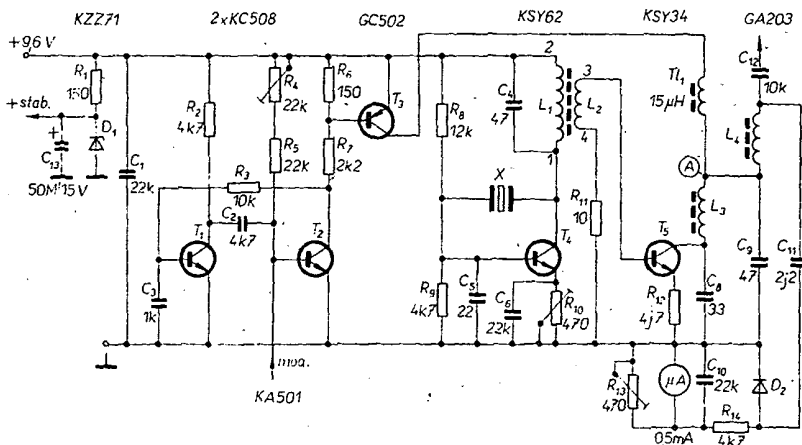 KZZ71 2xKC508 GC502 KSY62 KSY34 GA203
+9,6 V
R1 150
+stab.
+
C13 50M/15V
D1
C1 22k
R2 4k7
R4 22k
R5 22k
R3 10k
C2 4k7
T1
C3 1k
T2
R6 150
R7 2k2
T3
R8 12k
C4 47
2
L1
L2
3
4
1
X
R11 10
R9 4k7
C5 22
C6 22k
T4
R10 470
T5
R12 4j7
Tl1 15µH
A
L3
L4
C12 10k
C8 33
C9 47
C11 2j2
mod.
KA501
R13 470
µA
0,5mA
C10 22k
R14 4k7
D2